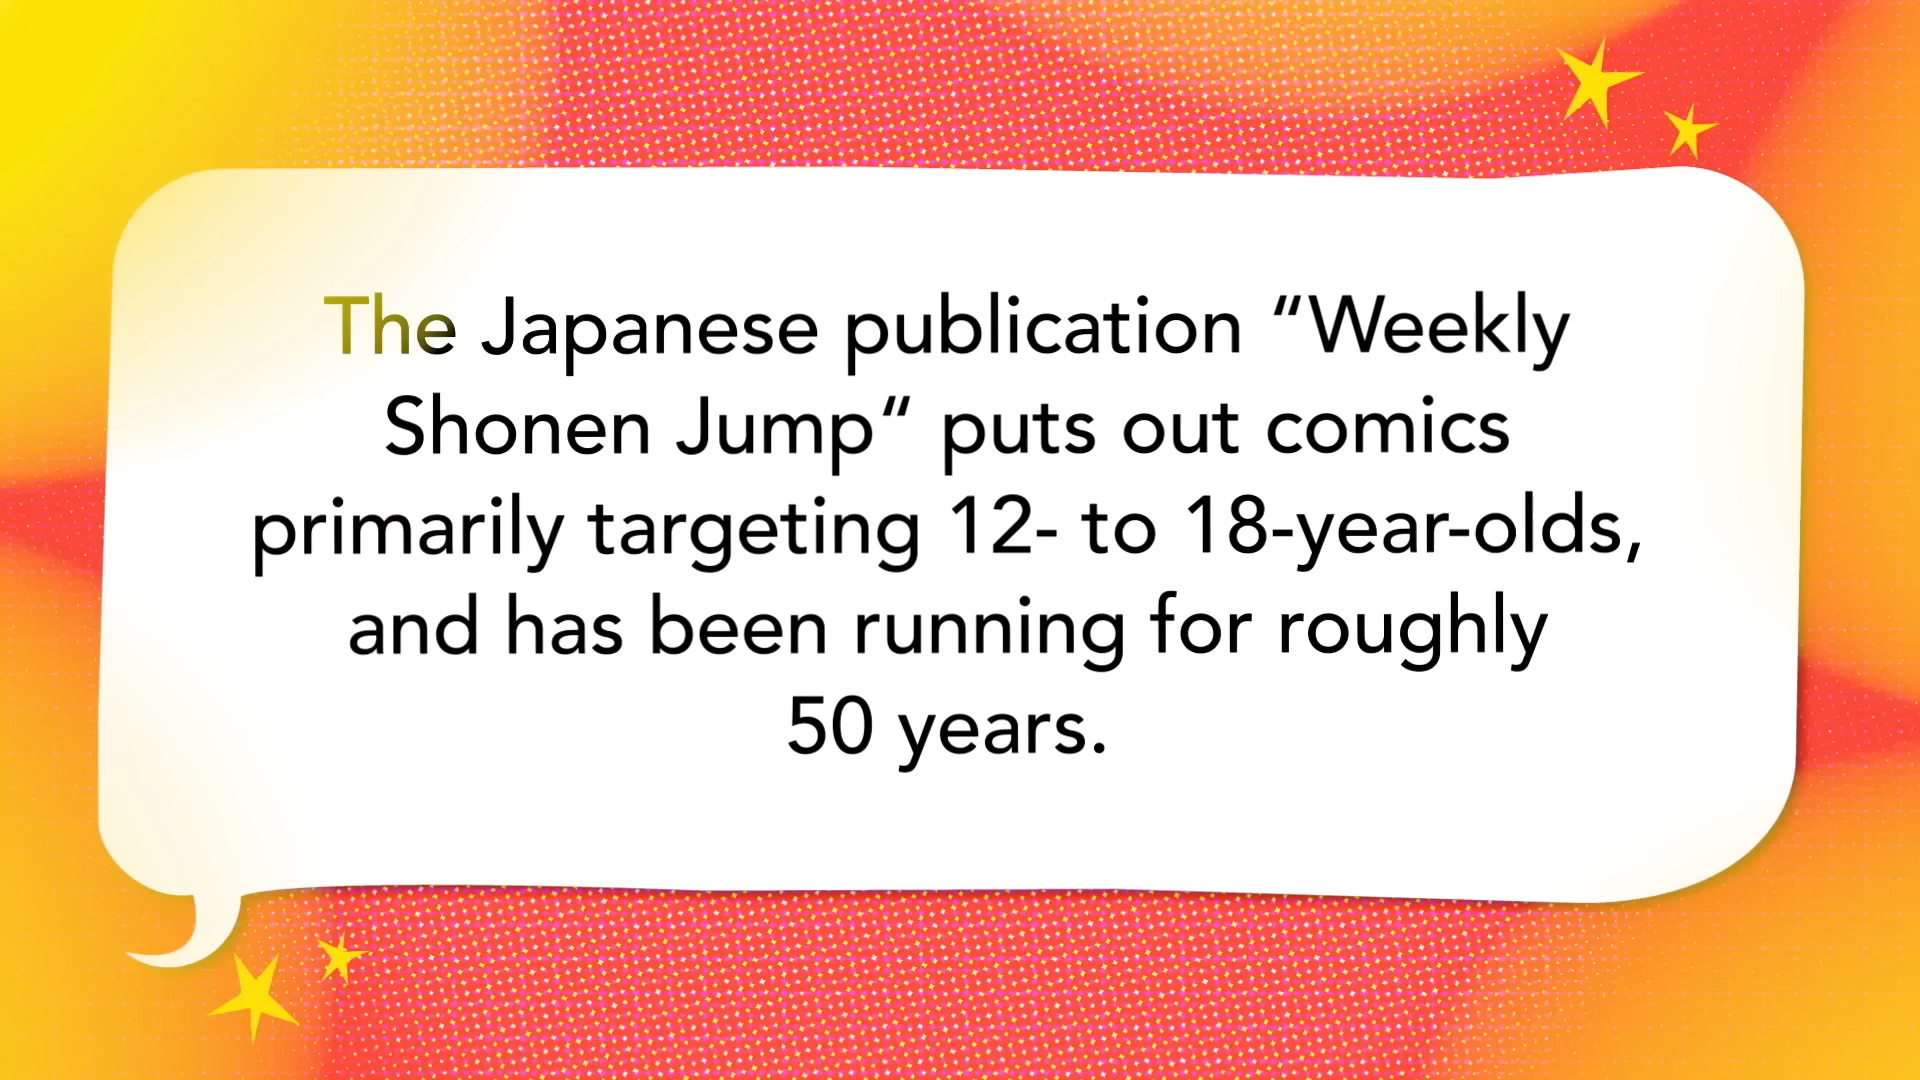 The Japanese publication “Weekly
Shonen Jump“ puts out comics
primarily targeting 12- to 18-year-olds,
and has been running for roughly
50 years.